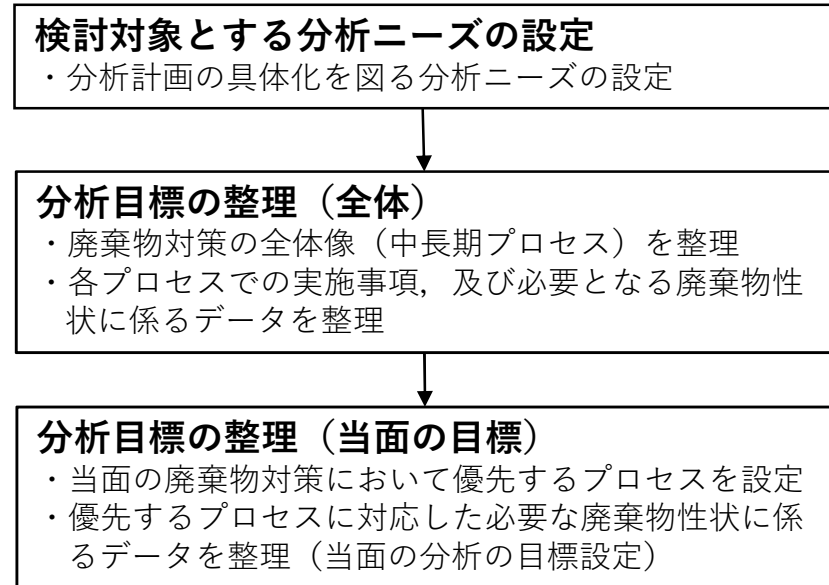 検討対象とする分析ニーズの設定
・分析計画の具体化を図る分析ニーズの設定
分析目標の整理（全体）
・廃棄物対策の全体像（中長期プロセス）を整理
・各プロセスでの実施事項，及び必要となる廃棄物性
状に係るデータを整理
分析目標の整理（当面の目標）
・当面の廃棄物対策において優先するプロセスを設定
・優先するプロセスに対応した必要な廃棄物性状に係
るデータを整理（当面の分析の目標設定）